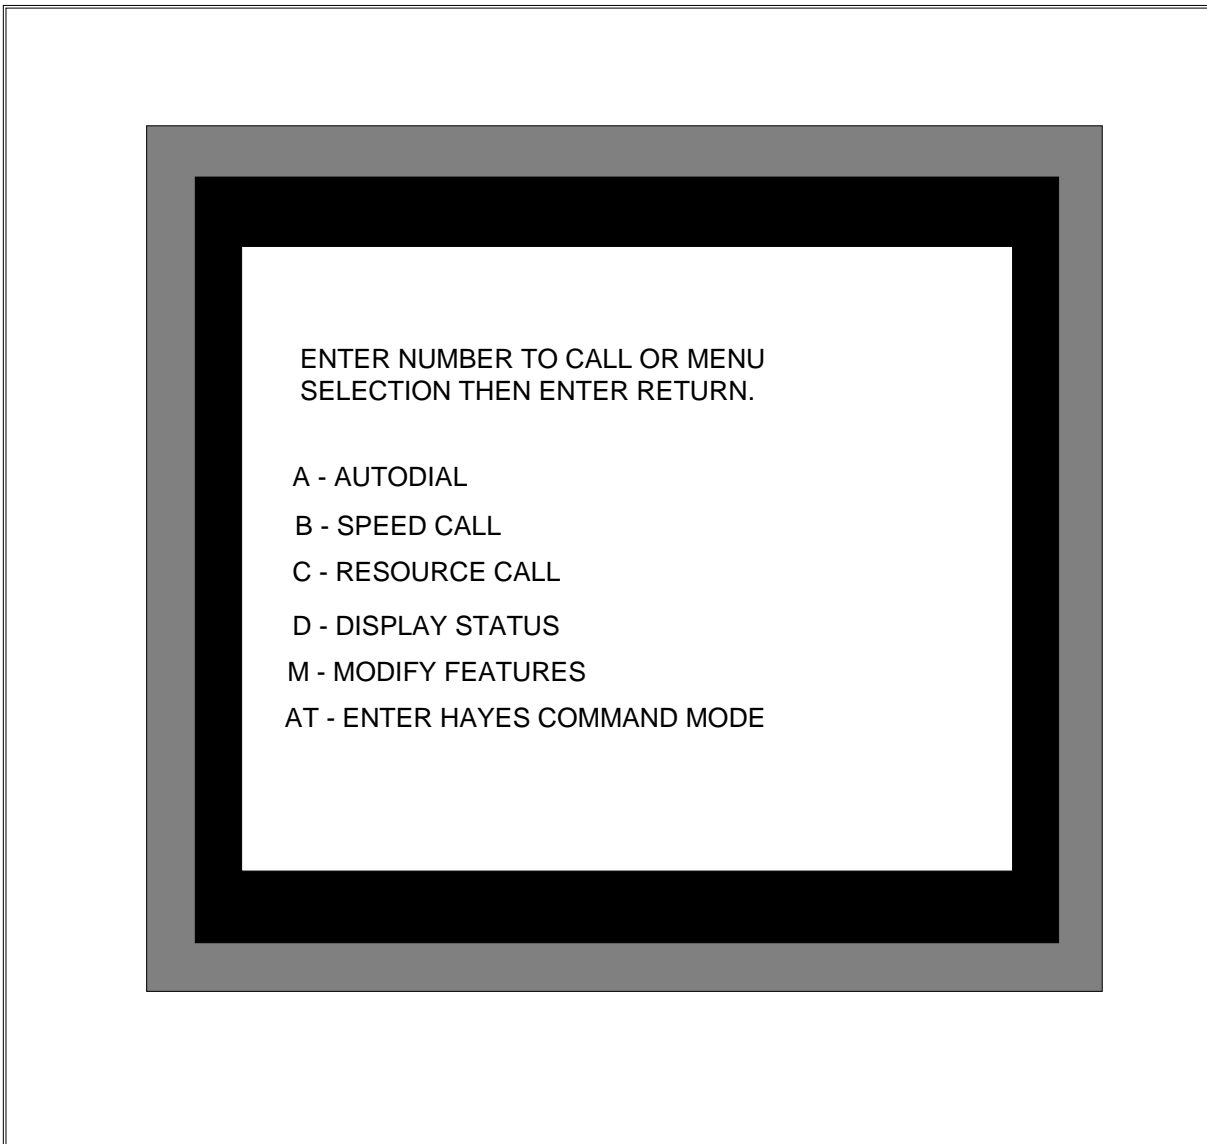 ENTER NUMBER TO CALL OR MENU
SELECTION THEN ENTER RETURN.
A - AUTODIAL
B - SPEED CALL
C - RESOURCE CALL
D - DISPLAY STATUS
M - MODIFY FEATURES
AT - ENTER HAYES COMMAND MODE